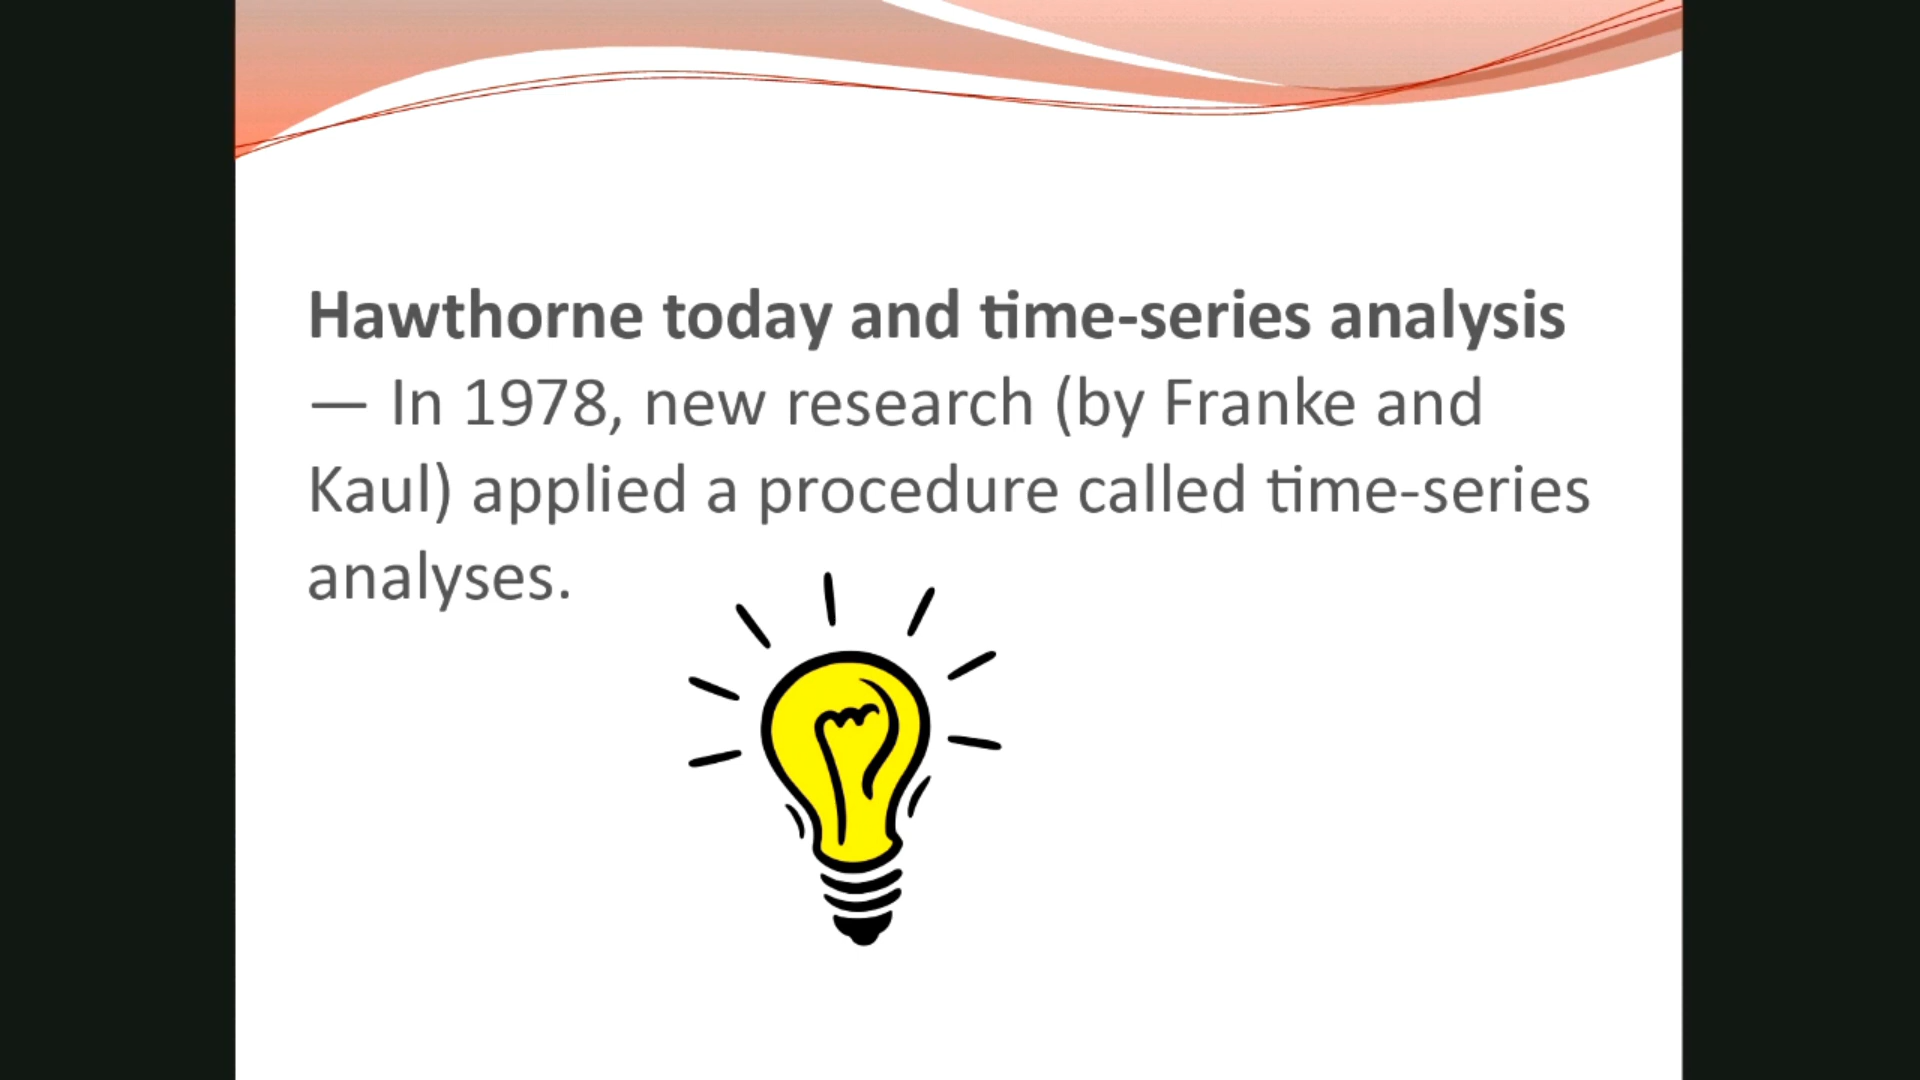 Hawthorne today and time-series analysis
— In 1978, new research (by Franke and
Kaul) applied a procedure called time-series
analyses.